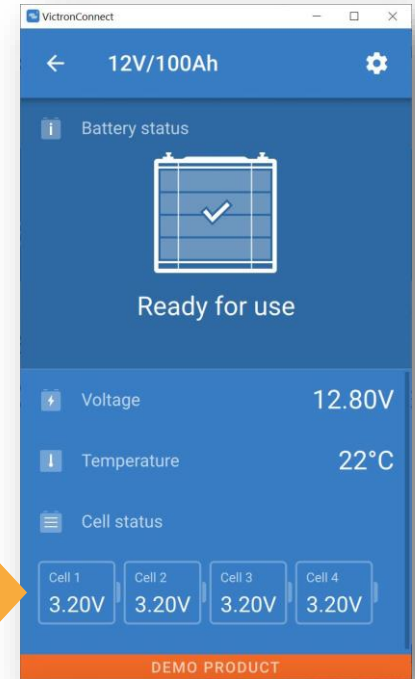 VictronConnect
12V/100Ah
Battery status
Ready for use
Voltage 12.80V
Temperature 22°C
Cell status
Cell 1 Cell 2 Cell 3 Cell 4
3.20V 3.20V 3.20V 3.20V
DEMO PRODUCT